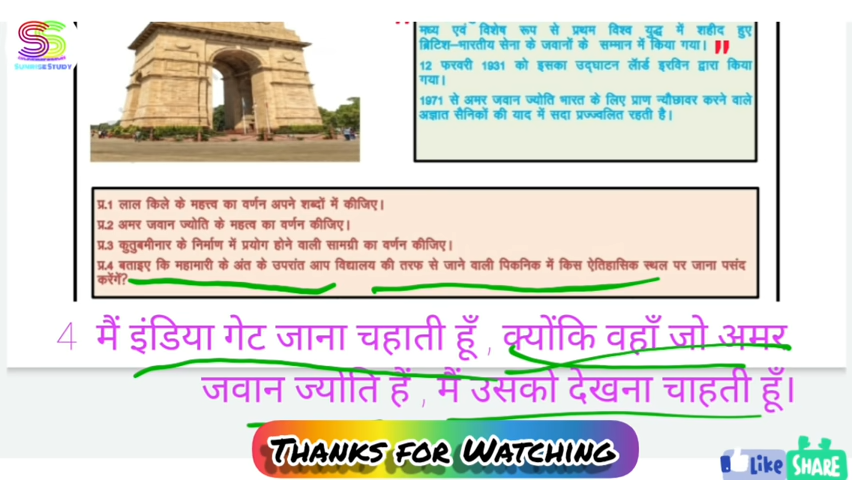 SS
SUNRISE STUDY
मध्य एवं विशेष रूप से प्रथम विश्व युद्ध में शहीद हुए
ब्रिटिश–भारतीय सेना के जवानों के सम्मान में किया गया। "
12 फरवरी 1931 को इसका उद्घाटन लॅार्ड इरविन द्वारा किया
गया।
1971 से अमर जवान ज्योति भारत के लिए प्राण न्यौछावर करने वाले
अज्ञात सैनिकों की याद में सदा प्रज्ज्वलित रहती है।
प्र.1 लाल किले के महत्त्व का वर्णन अपने शब्दों में कीजिए।
प्र.2 अमर जवान ज्योति के महत्व का वर्णन कीजिए।
प्र.3 कुतुबमीनार के निर्माण में प्रयोग होने वाली सामग्री का वर्णन कीजिए।
प्र.4 बताइए कि महामारी के अंत के उपरांत आप विद्यालय की तरफ से जाने वाली पिकनिक में किस ऐतिहासिक स्थल पर जाना पसंद
करेंगें?
4 मैं इंडिया गेट जाना चहाती हूँ , क्योंकि वहाँ जो अमर
जवान ज्योति हें , मैं उसको देखना चाहती हूँ।
THANKS FOR WATCHING
Like SHARE